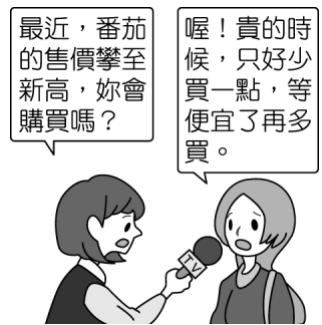 最近，番茄
的售價攀至
新高，妳會
購買嗎？
喔！貴的時
候，只好少
買一點，等
便宜了再多
買。
TV